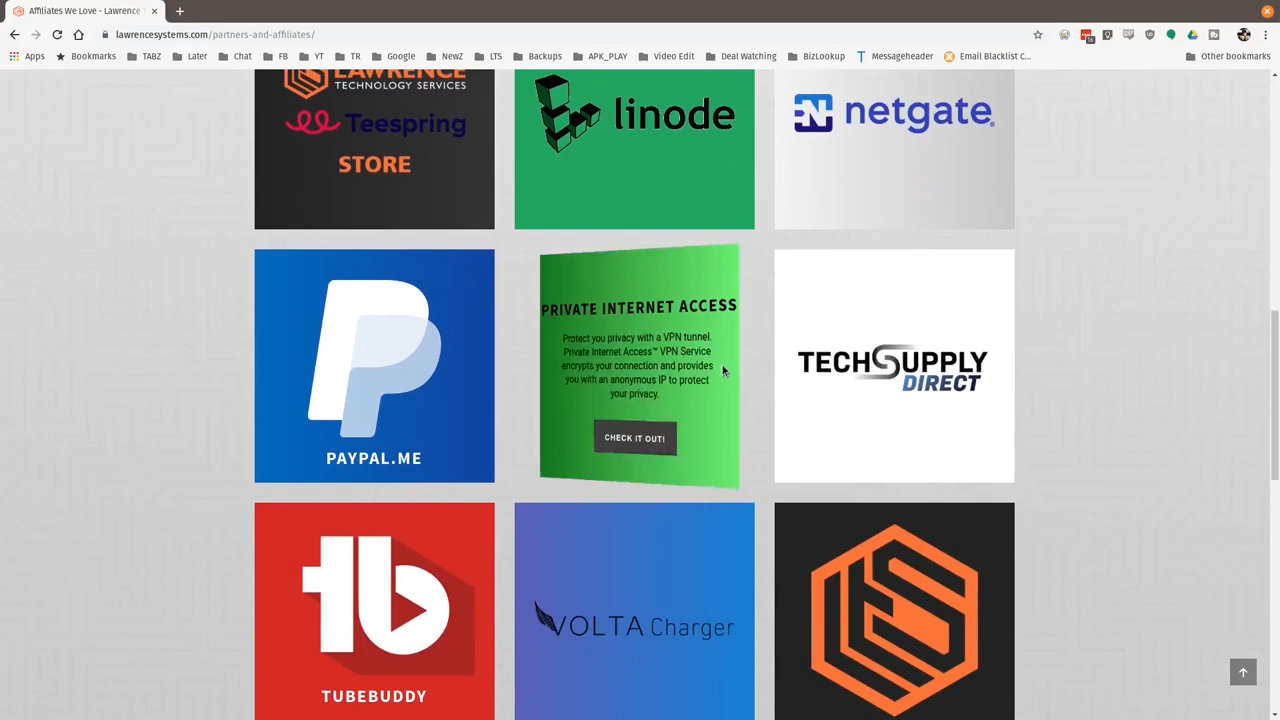 Affiliates We Love - Lawrence
lawrencesystems.com/partners-and-affiliates/
Apps Bookmarks TABZ Later Chat FB YT TR Google NewZ LTS Backups APK_PLAY Video Edit Deal Watching BizLookup Messageheader Email Blacklist C... Other bookmarks
LAWRENCE
TECHNOLOGY SERVICES
Teespring
STORE
linode
netgate
PAYPAL.ME
PRIVATE INTERNET ACCESS
Protect you privacy with a VPN tunnel.
Private Internet Access™ VPN Service
encrypts your connection and provides
you with an anonymous IP to protect
your privacy.
CHECK IT OUT!
TECHSUPPLY
DIRECT
tb
TUBEBUDDY
VOLTA Charger